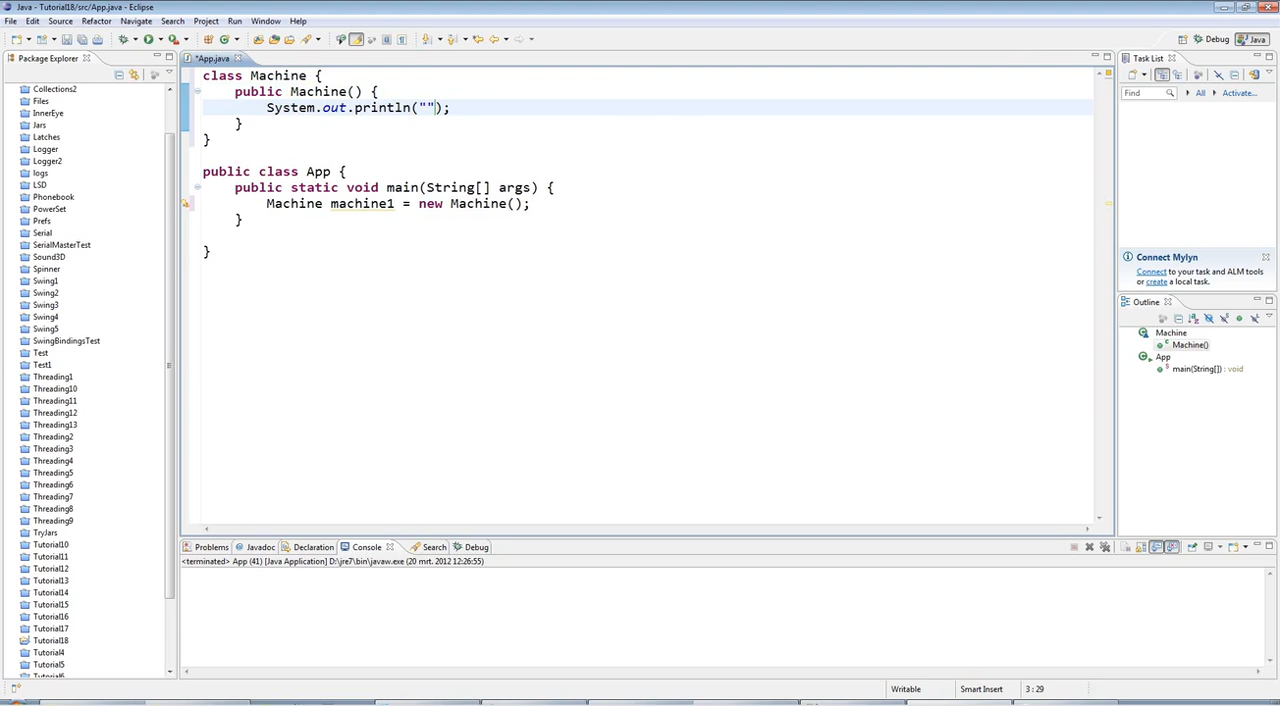 Java - Tutorial18/src/App.java - Eclipse
File Edit Source Refactor Navigate Search Project Run Window Help
Debug Java
Package Explorer
*App.java
Task List
Collections2
Files
InnerEye
Jars
Latches
Logger
Logger2
logs
LSD
Phonebook
PowerSet
Prefs
Serial
SerialMasterTest
Sound3D
Spinner
Swing1
Swing2
Swing3
Swing4
Swing5
SwingBindingsTest
Test
Test1
Threading1
Threading10
Threading11
Threading12
Threading13
Threading2
Threading3
Threading4
Threading5
Threading6
Threading7
Threading8
Threading9
TryJars
Tutorial10
Tutorial11
Tutorial12
Tutorial13
Tutorial14
Tutorial15
Tutorial16
Tutorial17
Tutorial18
Tutorial4
Tutorial5
Tutorial6
class Machine {
public Machine() {
System.out.println("");
}
}
public class App {
public static void main(String[] args) {
Machine machine1 = new Machine();
}
}
Find All Activate...
Connect Mylyn
Connect to your task and ALM tools
or create a local task.
Outline
Machine
Machine()
App
main(String[]) : void
Problems Javadoc Declaration Console Search Debug
<terminated> App (41) [Java Application] D:\jre7\bin\javaw.exe (20 mrt. 2012 12:26:55)
Writable Smart Insert 3 : 29